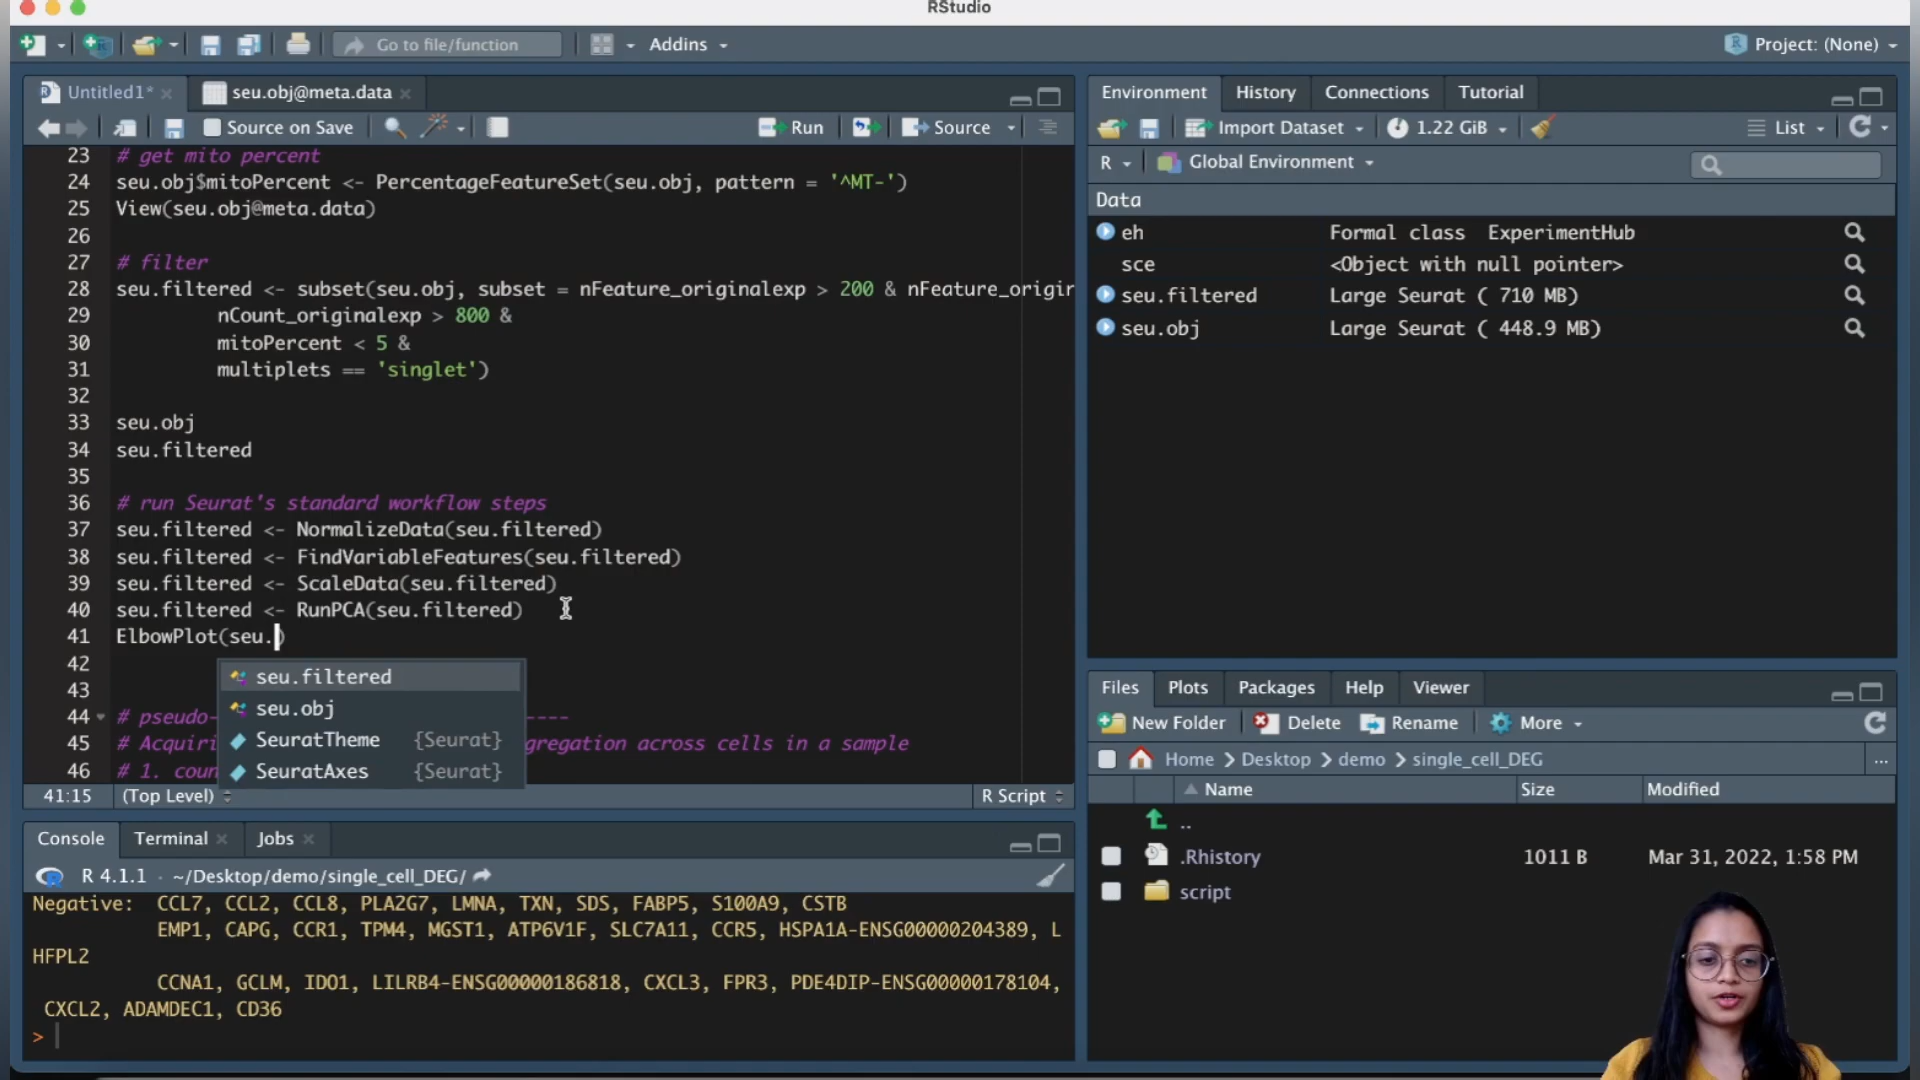 RStudio
Go to file/function
Addins
Project: (None)
Untitled1*
seu.obj@meta.data
Source on Save
Run
Source
23 # get mito percent
24 seu.obj$mitoPercent <- PercentageFeatureSet(seu.obj, pattern = '^MT-')
25 View(seu.obj@meta.data)
26
27 # filter
28 seu.filtered <- subset(seu.obj, subset = nFeature_originalexp > 200 & nFeature_origin
29 nCount_originalexp > 800 &
30 mitoPercent < 5 &
31 multiplets == 'singlet')
32
33 seu.obj
34 seu.filtered
35
36 # run Seurat's standard workflow steps
37 seu.filtered <- NormalizeData(seu.filtered)
38 seu.filtered <- FindVariableFeatures(seu.filtered)
39 seu.filtered <- ScaleData(seu.filtered)
40 seu.filtered <- RunPCA(seu.filtered)
41 ElbowPlot(seu.)
42
seu.filtered
43
seu.obj
44 # pseudo- ----
SeuratTheme {Seurat}
45 # Acquiri gregation across cells in a sample
SeuratAxes {Seurat}
46 # 1. coun
41:15 (Top Level) R Script
Console Terminal Jobs
R 4.1.1 · ~/Desktop/demo/single_cell_DEG/
Negative: CCL7, CCL2, CCL8, PLA2G7, LMNA, TXN, SDS, FABP5, S100A9, CSTB
EMP1, CAPG, CCR1, TPM4, MGST1, ATP6V1F, SLC7A11, CCR5, HSPA1A-ENSG00000204389, L
HFPL2
CCNA1, GCLM, IDO1, LILRB4-ENSG00000186818, CXCL3, FPR3, PDE4DIP-ENSG00000178104,
CXCL2, ADAMDEC1, CD36
>
Environment History Connections Tutorial
Import Dataset 1.22 GiB List
R Global Environment
Data
eh Formal class ExperimentHub
sce <Object with null pointer>
seu.filtered Large Seurat ( 710 MB)
seu.obj Large Seurat ( 448.9 MB)
Files Plots Packages Help Viewer
New Folder Delete Rename More
Home Desktop demo single_cell_DEG ...
Name Size Modified
..
.Rhistory 1011 B Mar 31, 2022, 1:58 PM
script